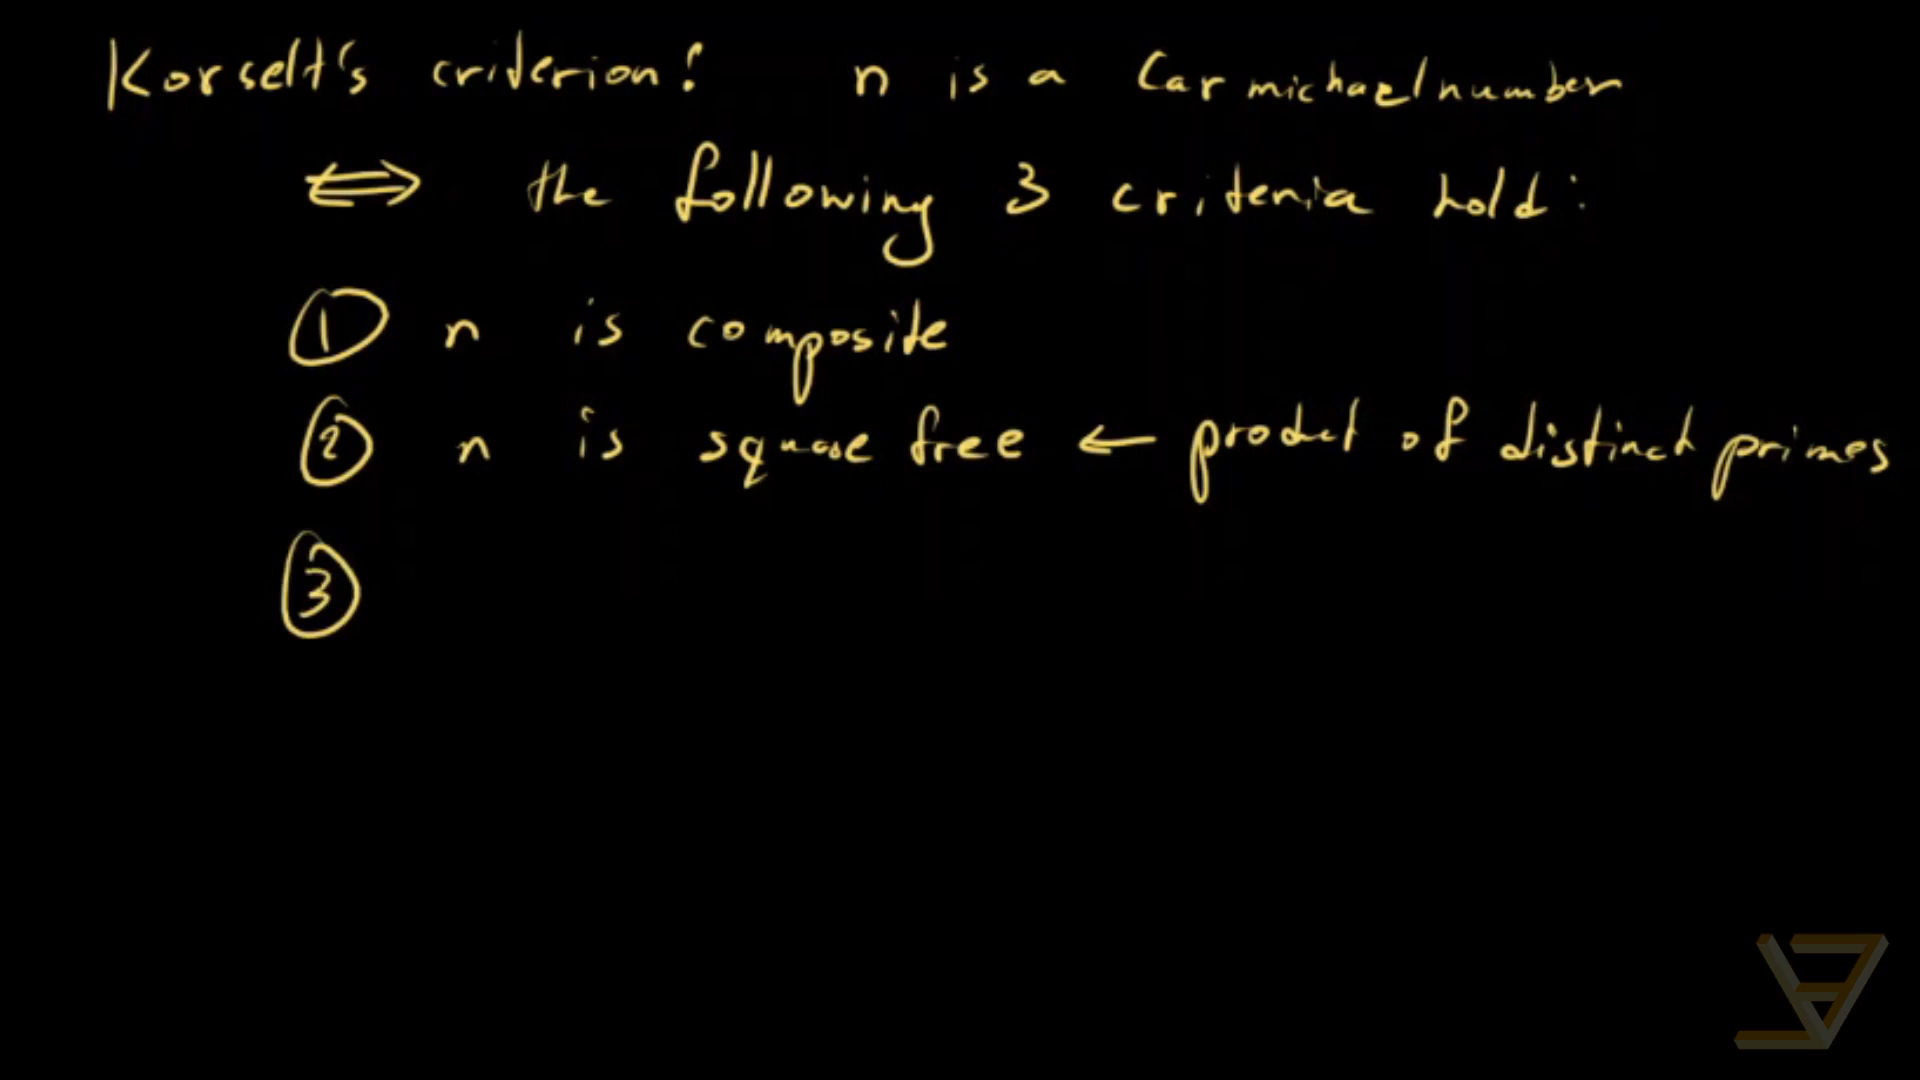 Korselt's criterion: n is a Carmichael number
⟺ the following 3 criteria hold:
① n is composite
② n is square free ← product of distinct primes
③